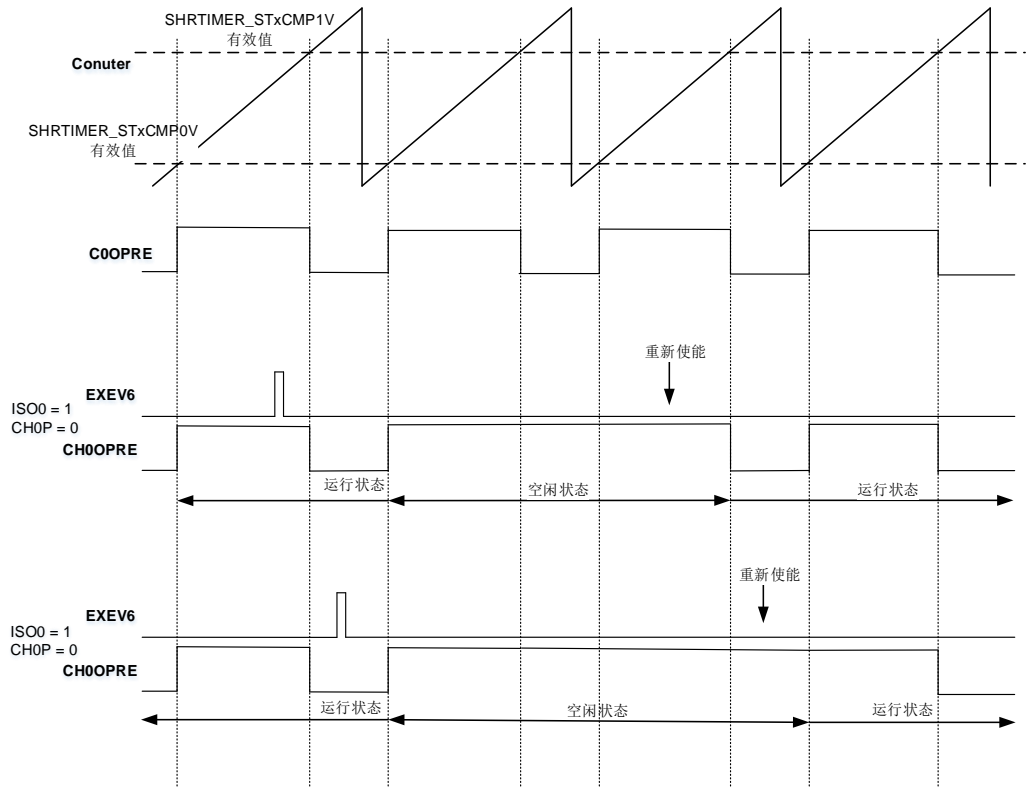 SHRTIMER_STxCMP1V
有效值
Conuter
SHRTIMER_STxCMP0V
有效值
C0OPRE
重新使能
EXEV6
ISO0 = 1
CH0P = 0
CH0OPRE
运行状态
空闲状态
运行状态
重新使能
EXEV6
ISO0 = 1
CH0P = 0
CH0OPRE
运行状态
空闲状态
运行状态